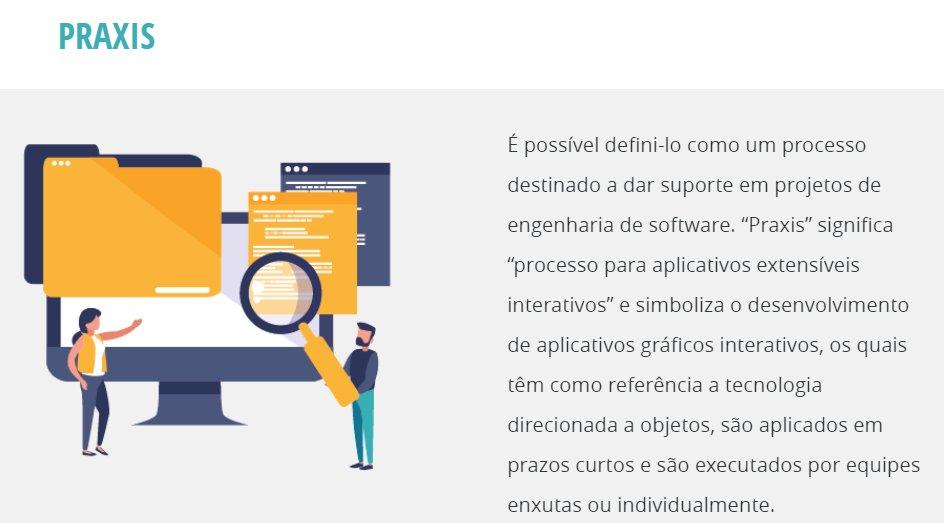 PRAXIS
É possível defini-lo como um processo
destinado a dar suporte em projetos de
engenharia de software. “Praxis” significa
“processo para aplicativos extensíveis
interativos” e simboliza o desenvolvimento
de aplicativos gráficos interativos, os quais
têm como referência a tecnologia
direcionada a objetos, são aplicados em
prazos curtos e são executados por equipes
enxutas ou individualmente.